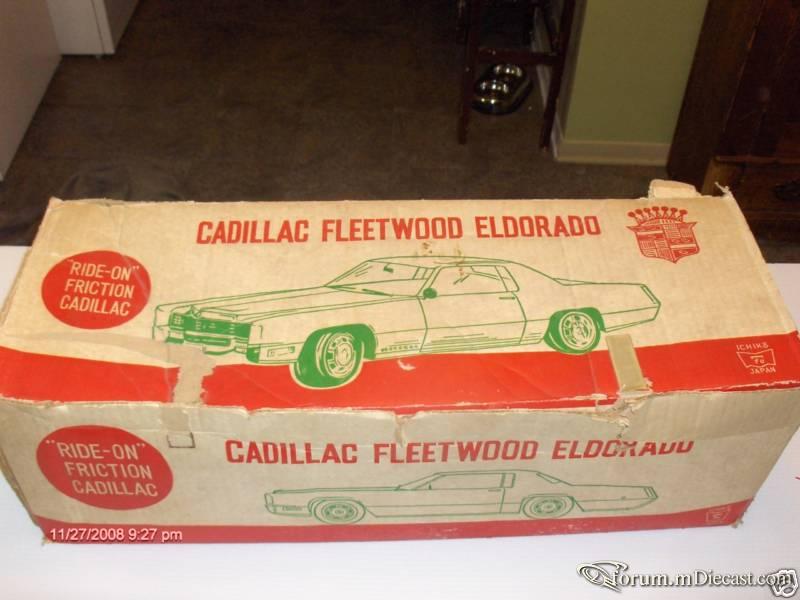 CADILLAC FLEETWOOD ELDORADO
"RIDE-ON"
FRICTION
CADILLAC
ICHIKO
JAPAN
"RIDE-ON"
FRICTION
CADILLAC
CADILLAC FLEETWOOD ELDORADO
11/27/2008 9:27 pm
forum.mDiecast.com